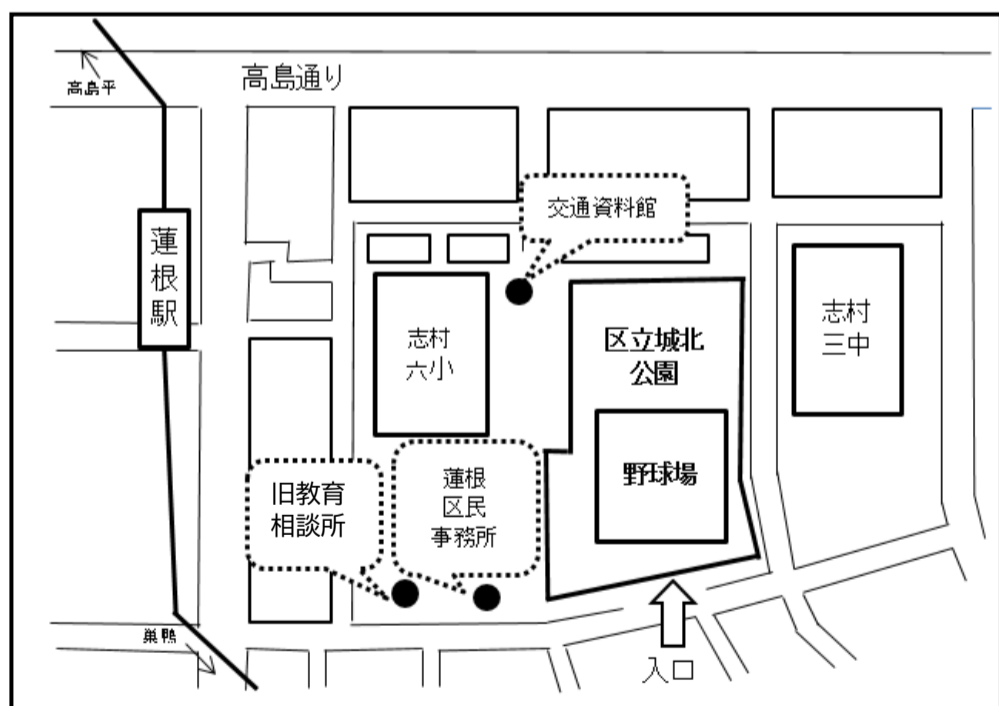 高島通り
高島平
交通資料館
蓮
根
駅
志村
六小
区立城北
公園
志村
三中
野球場
旧教育
相談所
蓮根
区民
事務所
巣鴨
入口